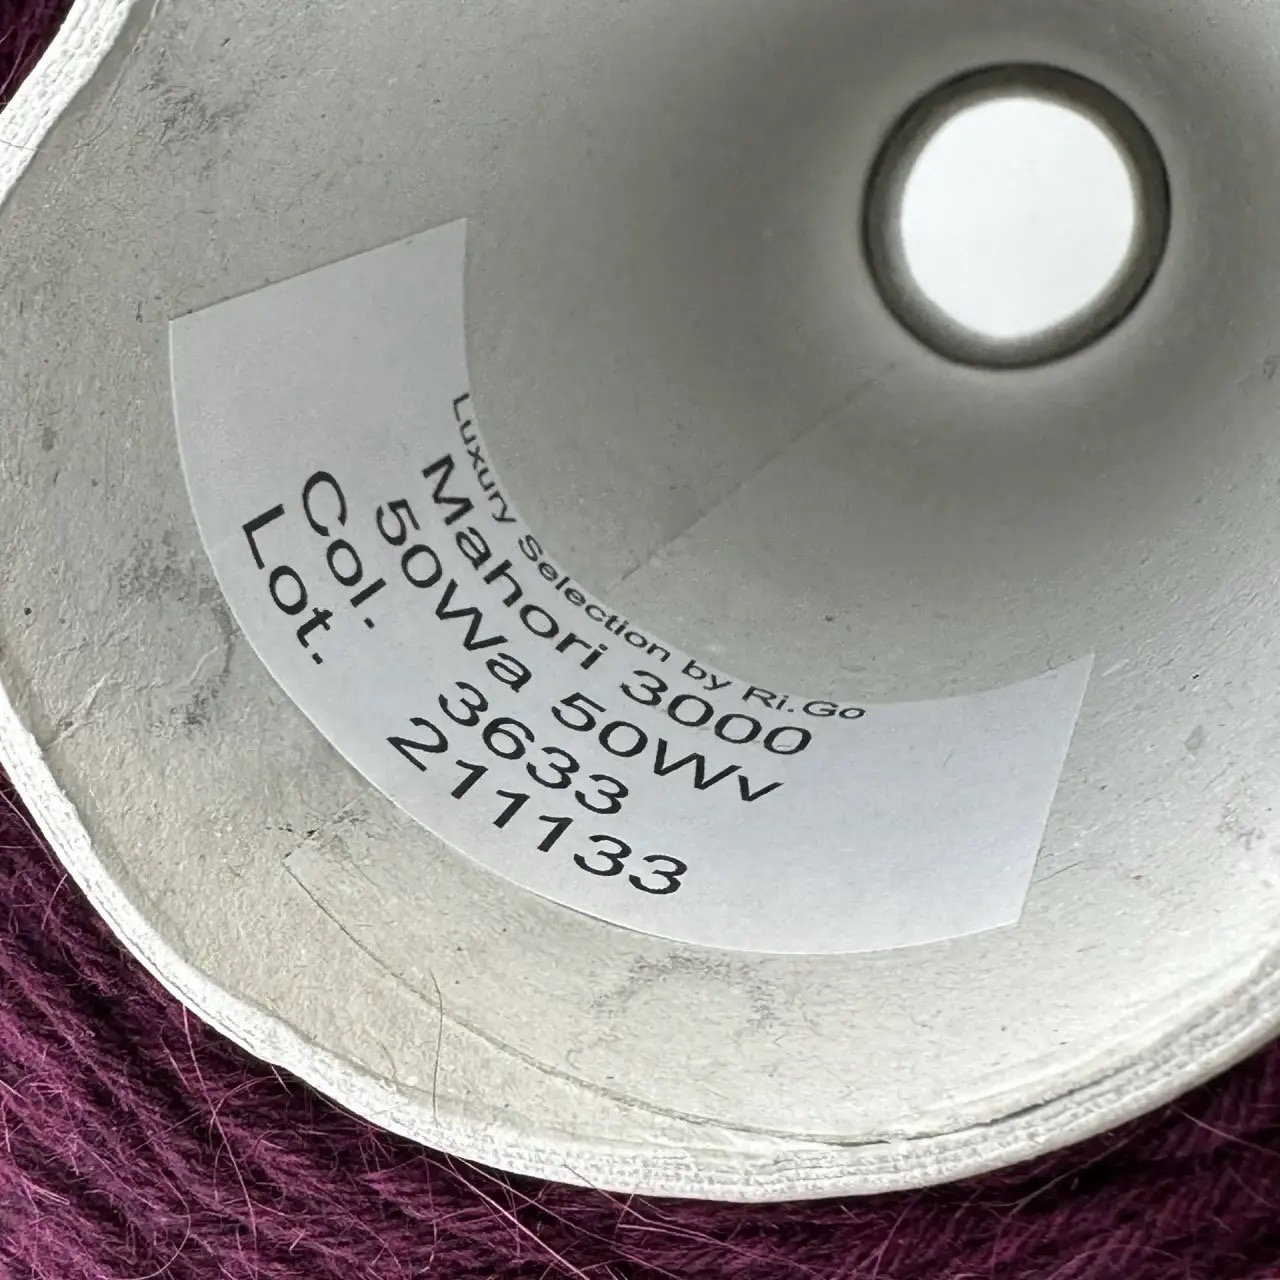 Luxury Selection by Ri.Go
Mahori 3000
50Wa 50Wv
Col. 3633
Lot. 211133